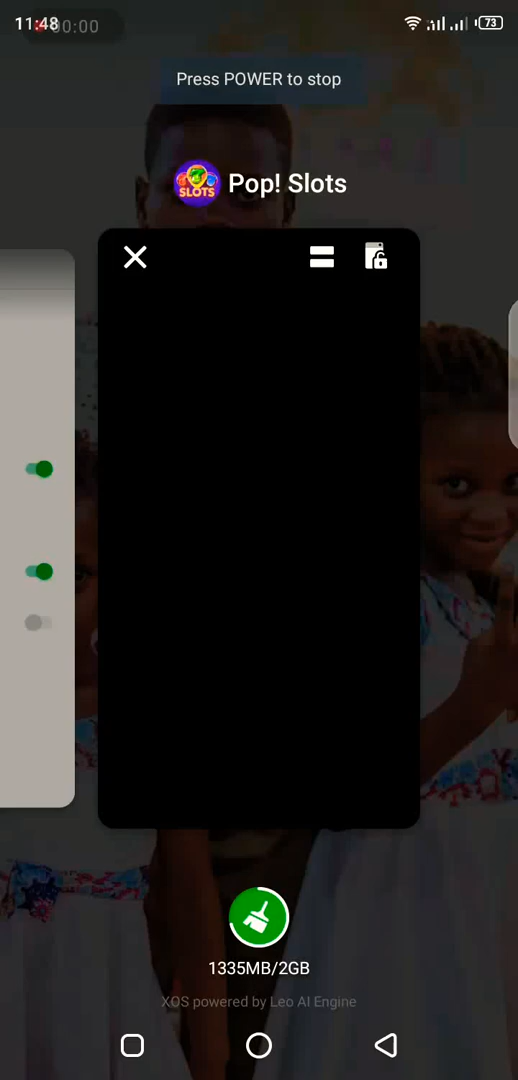 11:48
00:00
73
Press POWER to stop
SLOTS
Pop! Slots
1335MB/2GB
XOS powered by Leo AI Engine